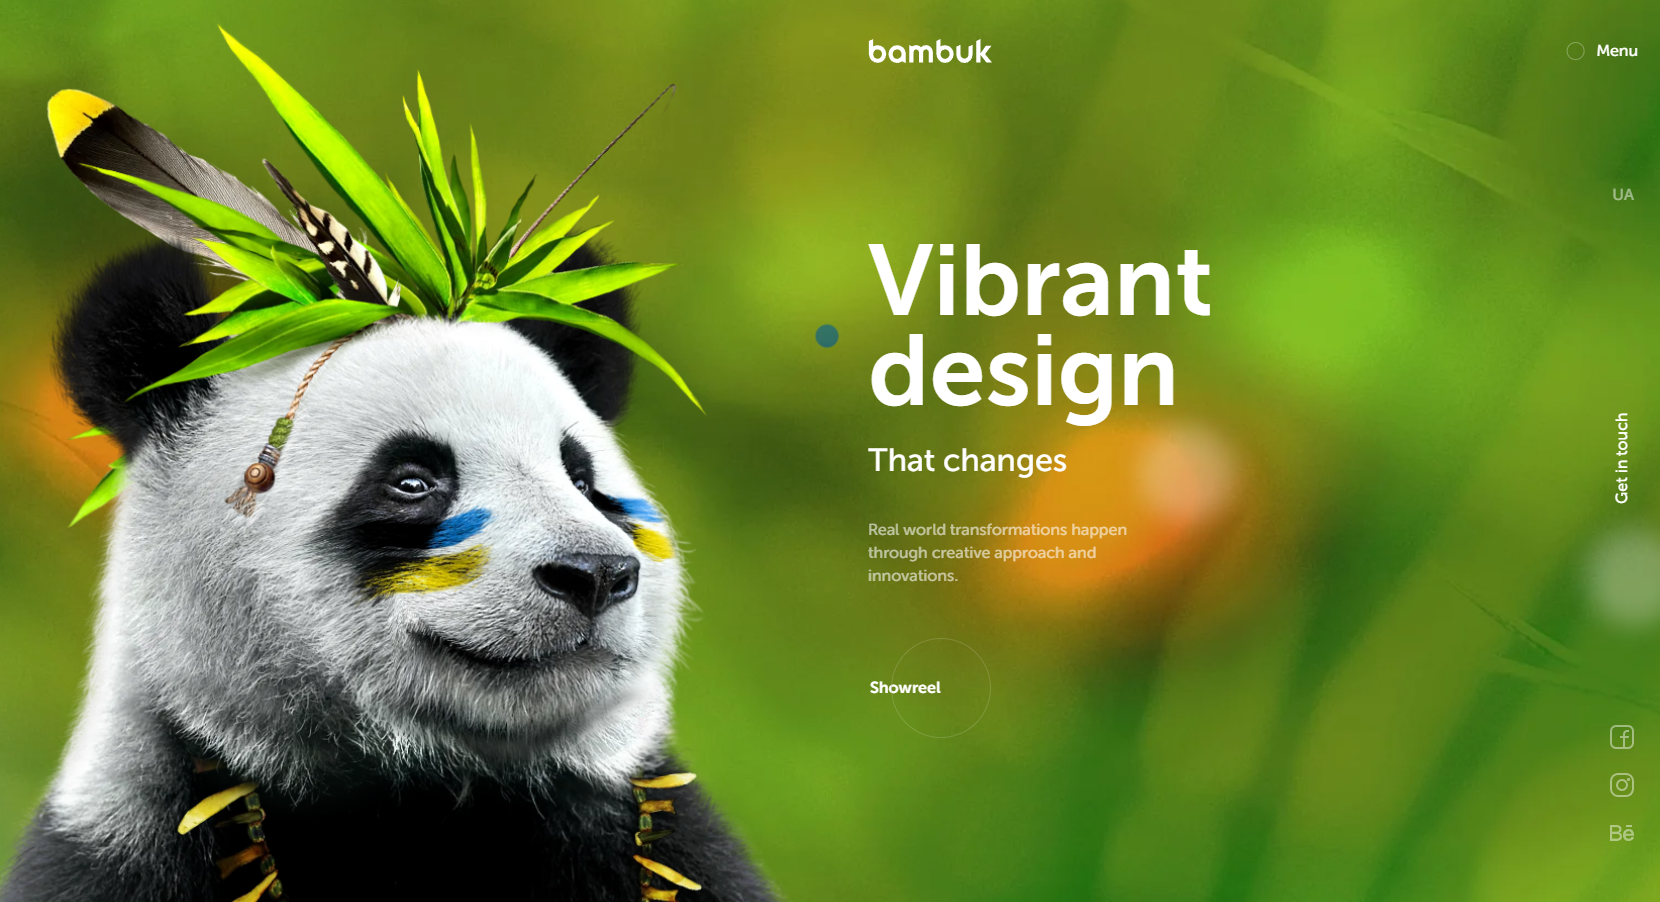 bambuk
Menu
UA
Vibrant
design
That changes
Real world transformations happen
through creative approach and
innovations.
Get in touch
Showreel
Bē